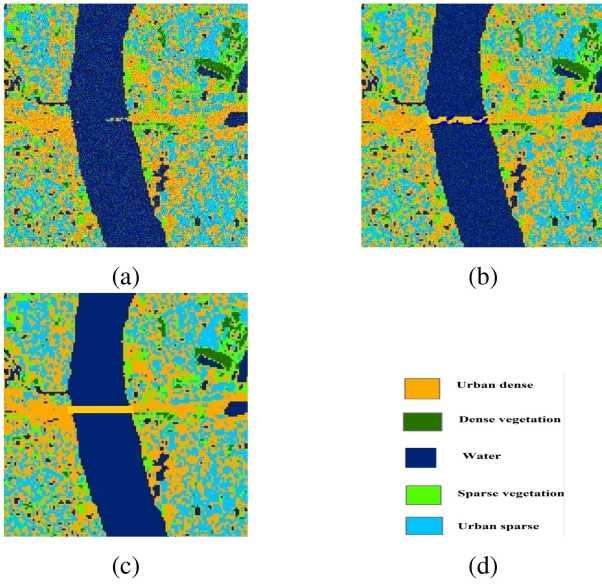 (a)
(b)
(c)
Urban dense
Dense vegetation
Water
Sparse vegetation
Urban sparse
(d)